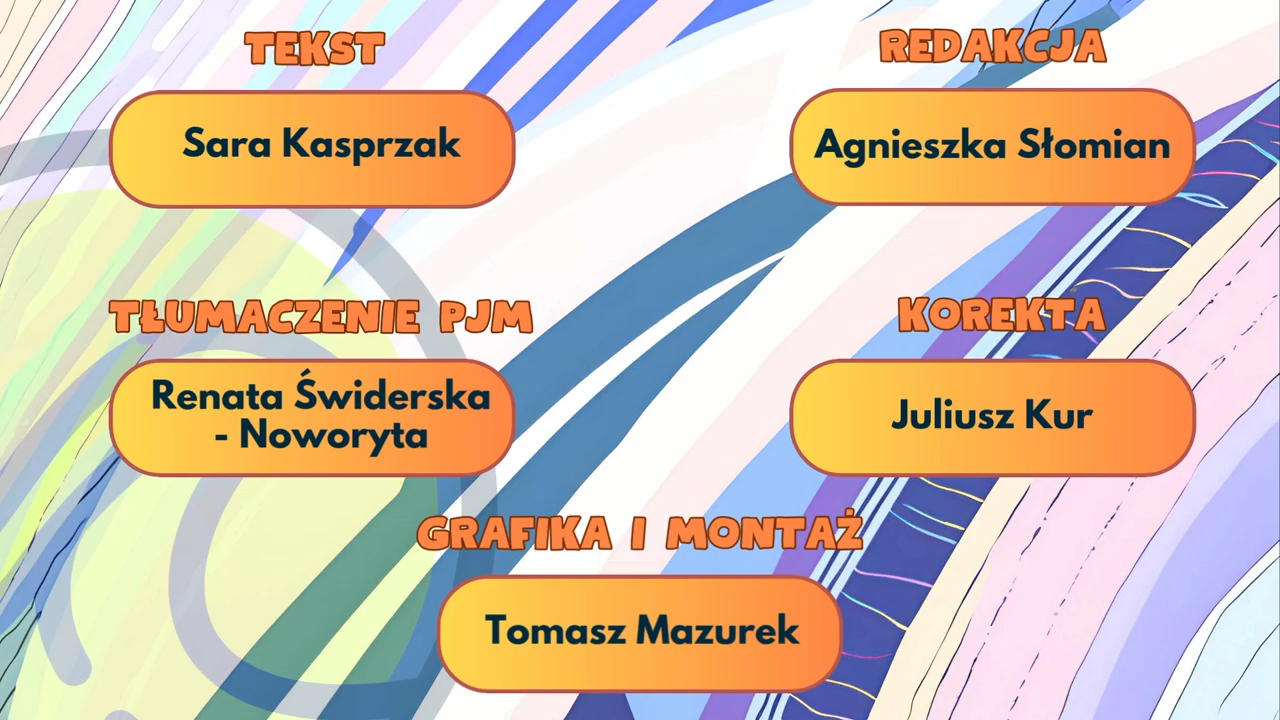 TEKST
Sara Kasprzak
REDAKCJA
Agnieszka Słomian
TŁUMACZENIE PJM
Renata Świderska
- Noworyta
KOREKTA
Juliusz Kur
GRAFIKA I MONTAŻ
Tomasz Mazurek